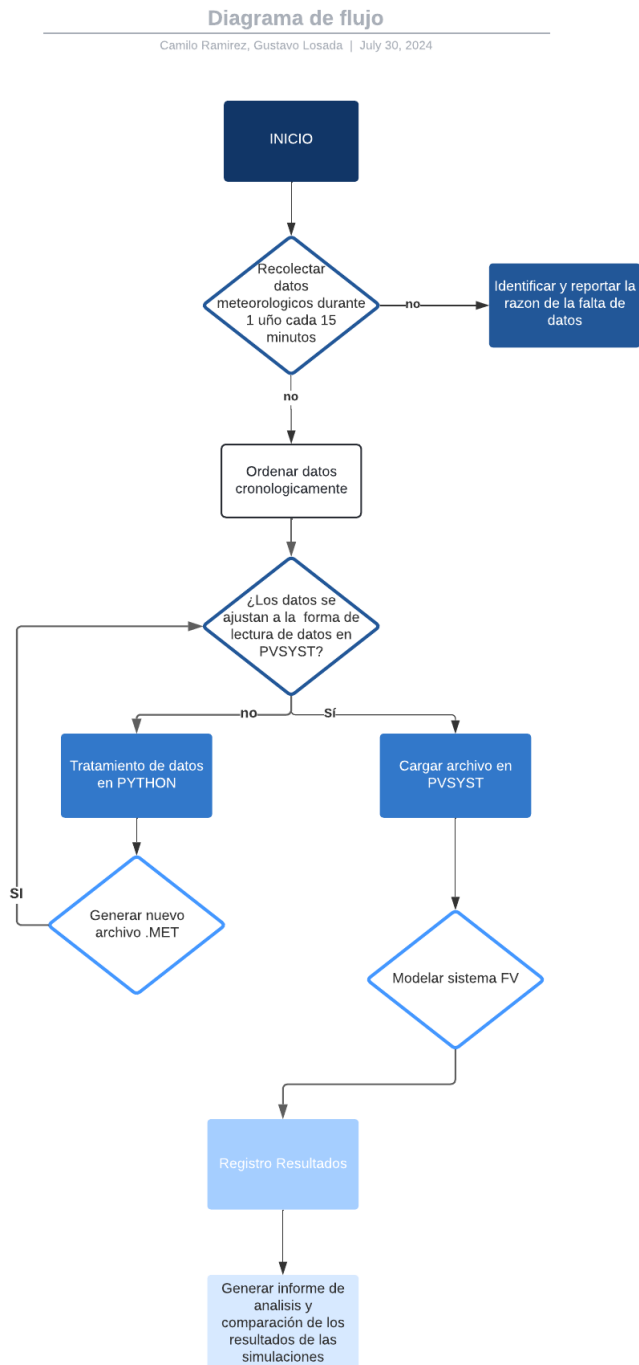 Diagrama de flujo
Camilo Ramirez, Gustavo Losada | July 30, 2024
INICIO
Recolectar
datos
meteorologicos durante
1 uño cada 15
minutos
no
Identificar y reportar la
razon de la falta de
datos
no
Ordenar datos
cronologicamente
¿Los datos se
ajustan a la forma de
lectura de datos en
PVSYST?
no
Sí
Tratamiento de datos
en PYTHON
Cargar archivo en
PVSYST
SI
Generar nuevo
archivo .MET
Modelar sistema FV
Registro Resultados
Generar informe de
analisis y
comparación de los
resultados de las
simulaciones